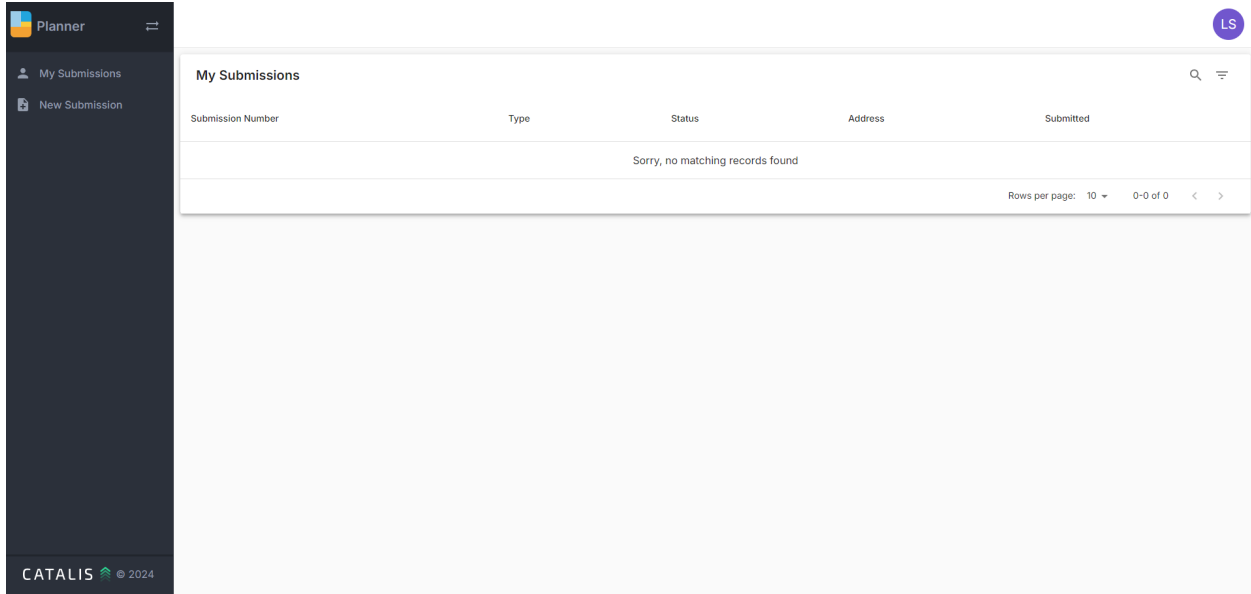 Planner
LS
My Submissions
New Submission
My Submissions
Submission Number Type Status Address Submitted
Sorry, no matching records found
Rows per page: 10 0-0 of 0
CATALIS © 2024